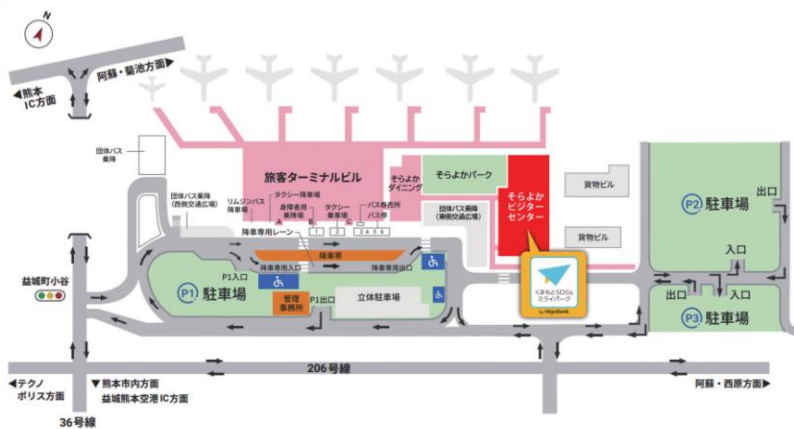 N
阿蘇・菊池方面▶
◀熊本
IC方面
団体バス
乗降
団体バス乗降
(西側交通広場)
リムジンバス
降車場
旅客ターミナルビル
タクシー降車場
身障者用
乗降場
タクシー
乗車場
バス券売所
バス停
A
B
C
1
2
3 4 5 6
そらよか
ダイニング
そらよかパーク
団体バス乗降
(東側交通広場)
そらよか
ビジター
センター
貨物ビル
貨物ビル
P2 駐車場
出口
入口
降車専用レーン
降車帯
降車専用入口
降車専用出口
益城町小谷
P1 駐車場
P1入口
管理
事務所
P1出口
立体駐車場
くまもとSDGs
ミライパーク
by HigoBank
出口
入口
P3 駐車場
206号線
◀テクノ
ポリス方面
▼熊本市内方面
益城熊本空港IC方面
阿蘇・西原方面▶
36号線